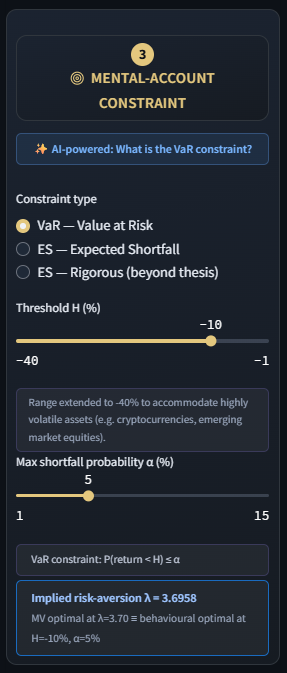 3
MENTAL-ACCOUNT
CONSTRAINT
AI-powered: What is the VaR constraint?
Constraint type
VaR — Value at Risk
ES — Expected Shortfall
ES — Rigorous (beyond thesis)
Threshold H (%)
-10
-40 -1
Range extended to -40% to accommodate highly
volatile assets (e.g. cryptocurrencies, emerging
market equities).
Max shortfall probability α (%)
5
1 15
VaR constraint: P(return < H) ≤ α
Implied risk-aversion λ = 3.6958
MV optimal at λ=3.70 ≡ behavioural optimal at
H=-10%, α=5%